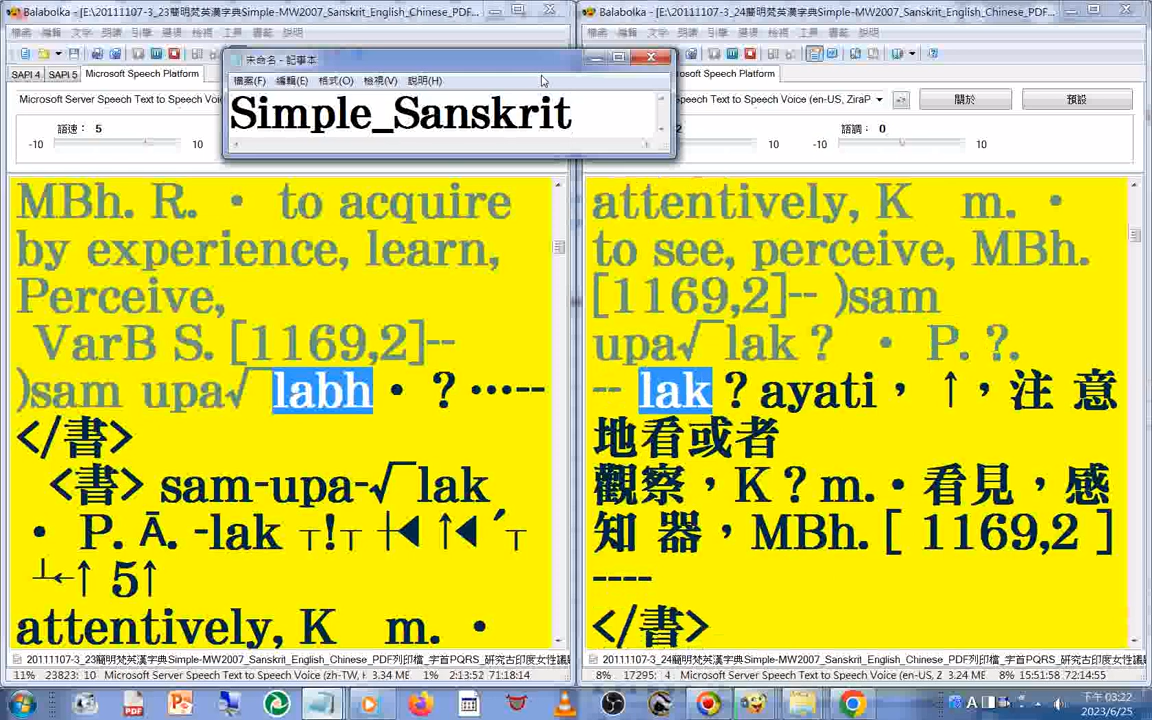 Balabolka - [E:\20111107-3_23簡明梵英漢字典Simple-MW2007_Sanskrit_English_Chinese_PDF...
Balabolka - [E:\20111107-3_24簡明梵英漢字典Simple-MW2007_Sanskrit_English_Chinese_PDF...
SAPI 4 SAPI 5 Microsoft Speech Platform
Microsoft Server Speech Text to Speech Voi
語速： 5
-10 10
未命名 - 記事本
檔案(F) 編輯(E) 格式(O) 檢視(V) 說明(H)
Simple_Sanskrit
Speech Platform
Speech Text to Speech Voice (en-US, ZiraP
關於 預設
2 語調： 0
10 -10 10
MBh. R. • to acquire
by experience, learn,
Perceive,
VarB S. [1169,2]--
)sam upa√ labh • ？…--
</書>
<書> sam-upa-√lak
• P. Ā. -lak ┬!┬ ┼◀ ↑◀ ˊ┬
┴←↑ 5↑
attentively, K m. •
attentively, K m. •
to see, perceive, MBh.
[1169,2]-- )sam
upa√ lak ? • P. ?.
-- lak？ayati，↑，注 意
地看或者
觀察，K？m.•看見，感
知 器，MBh. [ 1169,2 ]
----
</書>
20111107-3_23簡明梵英漢字典Simple-MW2007_Sanskrit_English_Chinese_PDF列印檔_字首PQRS_研究古印度女性議
11% 23823: 10 Microsoft Server Speech Text to Speech Voice (zh-TW, H 3.34 ME 1% 2:13:52 71:18:14
20111107-3_24簡明梵英漢字典Simple-MW2007_Sanskrit_English_Chinese_PDF列印檔_字首PQRS_研究古印度女性議
8% 17295: 4 Microsoft Server Speech Text to Speech Voice (en-US, Z 3.24 ME 8% 15:51:58 72:14:55
下午 03:22
2023/6/25